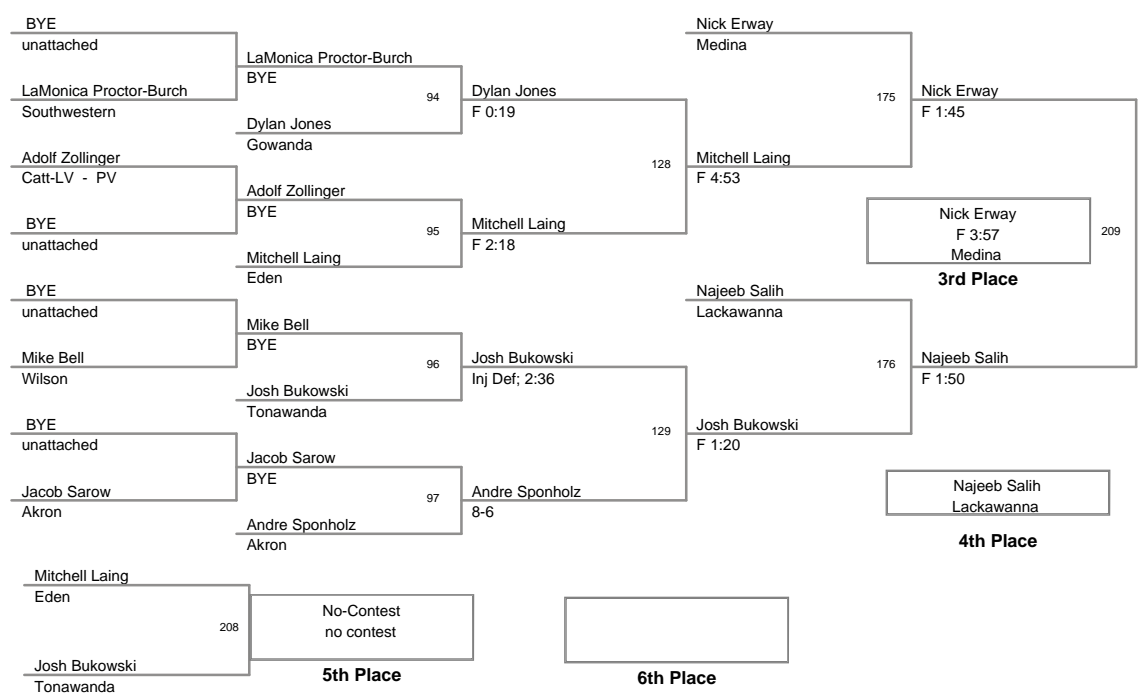 BYE
unattached
LaMonica Proctor-Burch
Southwestern
Adolf Zollinger
Catt-LV - PV
BYE
unattached
BYE
unattached
Mike Bell
Wilson
BYE
unattached
Jacob Sarow
Akron
LaMonica Proctor-Burch
BYE
94
Dylan Jones
Gowanda
Adolf Zollinger
BYE
95
Mitchell Laing
Eden
Mike Bell
BYE
96
Josh Bukowski
Tonawanda
Jacob Sarow
BYE
97
Andre Sponholz
Akron
Dylan Jones
F 0:19
128
Mitchell Laing
F 2:18
Josh Bukowski
Inj Def; 2:36
129
Andre Sponholz
8-6
Nick Erway
Medina
175
Mitchell Laing
F 4:53
Najeeb Salih
Lackawanna
176
Josh Bukowski
F 1:20
Nick Erway
F 1:45
Nick Erway
F 3:57
Medina
209
3rd Place
Najeeb Salih
F 1:50
Najeeb Salih
Lackawanna
4th Place
Mitchell Laing
Eden
208
Josh Bukowski
Tonawanda
No-Contest
no contest
5th Place
6th Place